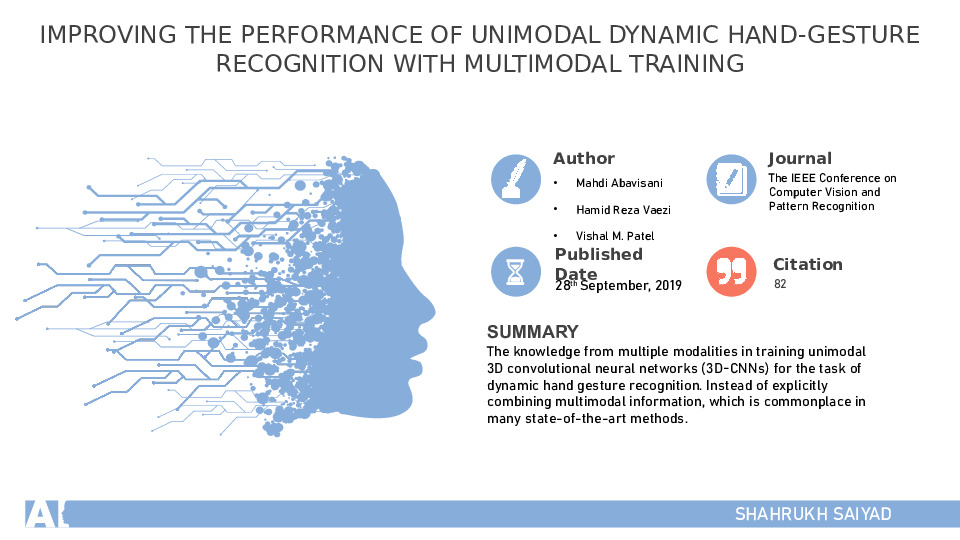 IMPROVING THE PERFORMANCE OF UNIMODAL DYNAMIC HAND-GESTURE
RECOGNITION WITH MULTIMODAL TRAINING
Author
• Mahdi Abavisani
• Hamid Reza Vaezi
• Vishal M. Patel
Journal
The IEEE Conference on
Computer Vision and
Pattern Recognition
Published
Date
28th September, 2019
Citation
82
SUMMARY
The knowledge from multiple modalities in training unimodal
3D convolutional neural networks (3D-CNNs) for the task of
dynamic hand gesture recognition. Instead of explicitly
combining multimodal information, which is commonplace in
many state-of-the-art methods.
AI
SHAHRUKH SAIYAD